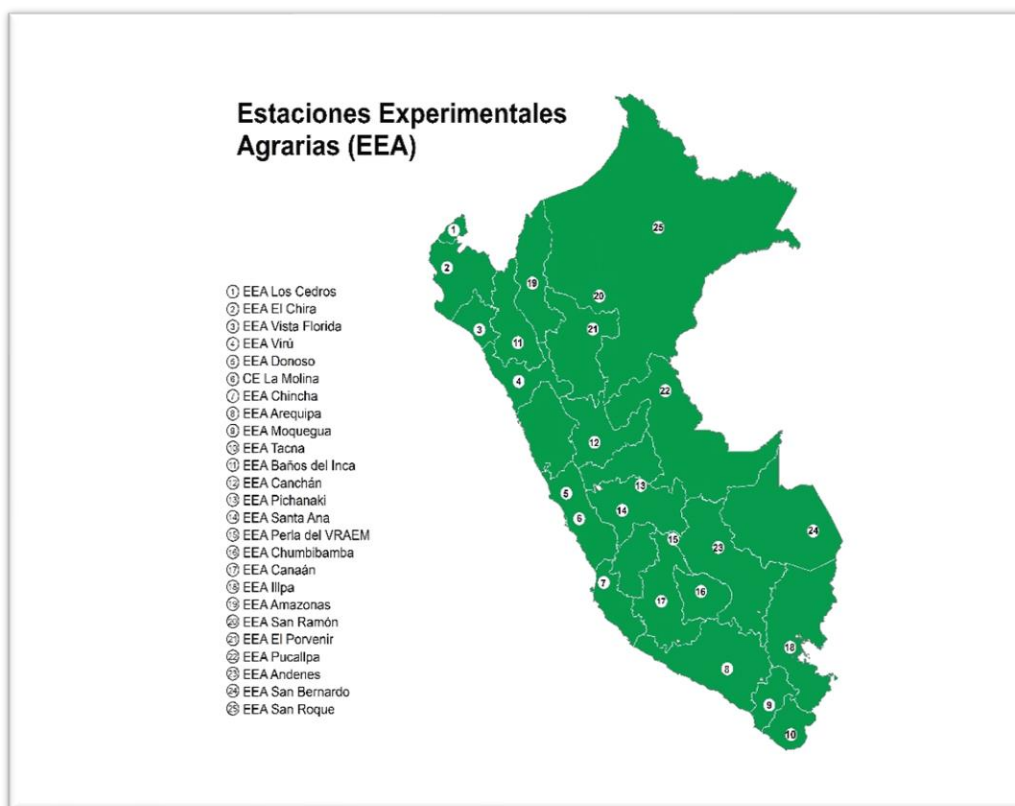 Estaciones Experimentales
Agrarias (EEA)
1 EEA Los Cedros
2 EEA El Chira
3 EEA Vista Florida
4 EEA Virú
5 EEA Donoso
6 CE La Molina
7 EEA Chincha
8 EEA Arequipa
9 EEA Moquegua
10 EEA Tacna
11 EEA Baños del Inca
12 EEA Canchán
13 EEA Pichanaki
14 EEA Santa Ana
15 EEA Perla del VRAEM
16 EEA Chumbibamba
17 EEA Canaán
18 EEA Illpa
19 EEA Amazonas
20 EEA San Ramón
21 EEA El Porvenir
22 EEA Pucallpa
23 EEA Andenes
24 EEA San Bernardo
25 EEA San Roque
1
25
2
19
20
3
21
11
4
22
12
13
5
14
6
24
15
23
7
16
17
18
8
9
10